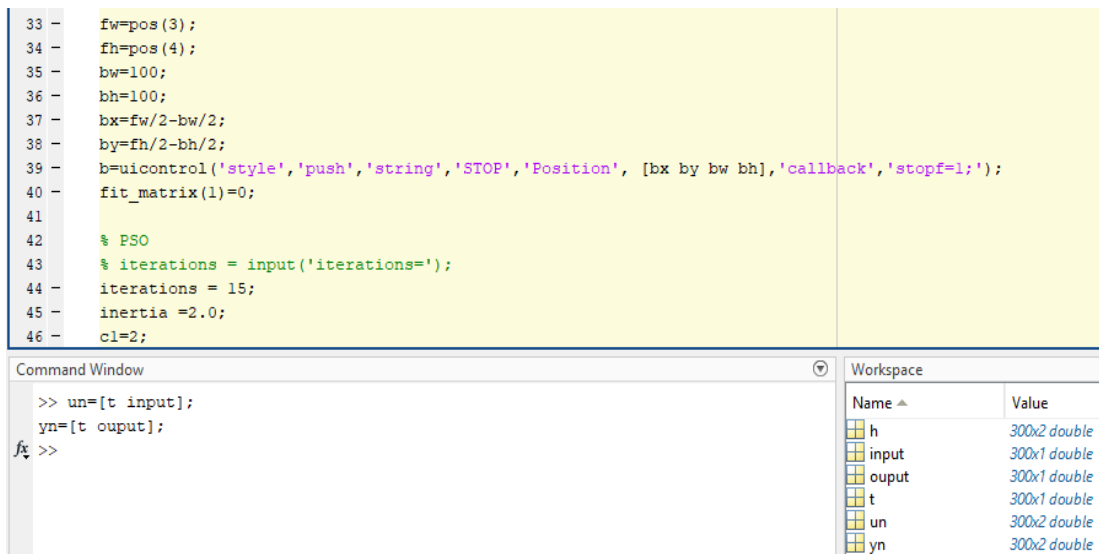 33 - fw=pos(3);
34 - fh=pos(4);
35 - bw=100;
36 - bh=100;
37 - bx=fw/2-bw/2;
38 - by=fh/2-bh/2;
39 - b=uicontrol('style','push','string','STOP','Position', [bx by bw bh],'callback','stopf=1;');
40 - fit_matrix(1)=0;
41
42 % PSO
43 % iterations = input('iterations=');
44 - iterations = 15;
45 - inertia =2.0;
46 - c1=2;
Command Window
>> un=[t input];
yn=[t ouput];
fx >>
Workspace
Name Value
h 300x2 double
input 300x1 double
ouput 300x1 double
t 300x1 double
un 300x2 double
yn 300x2 double